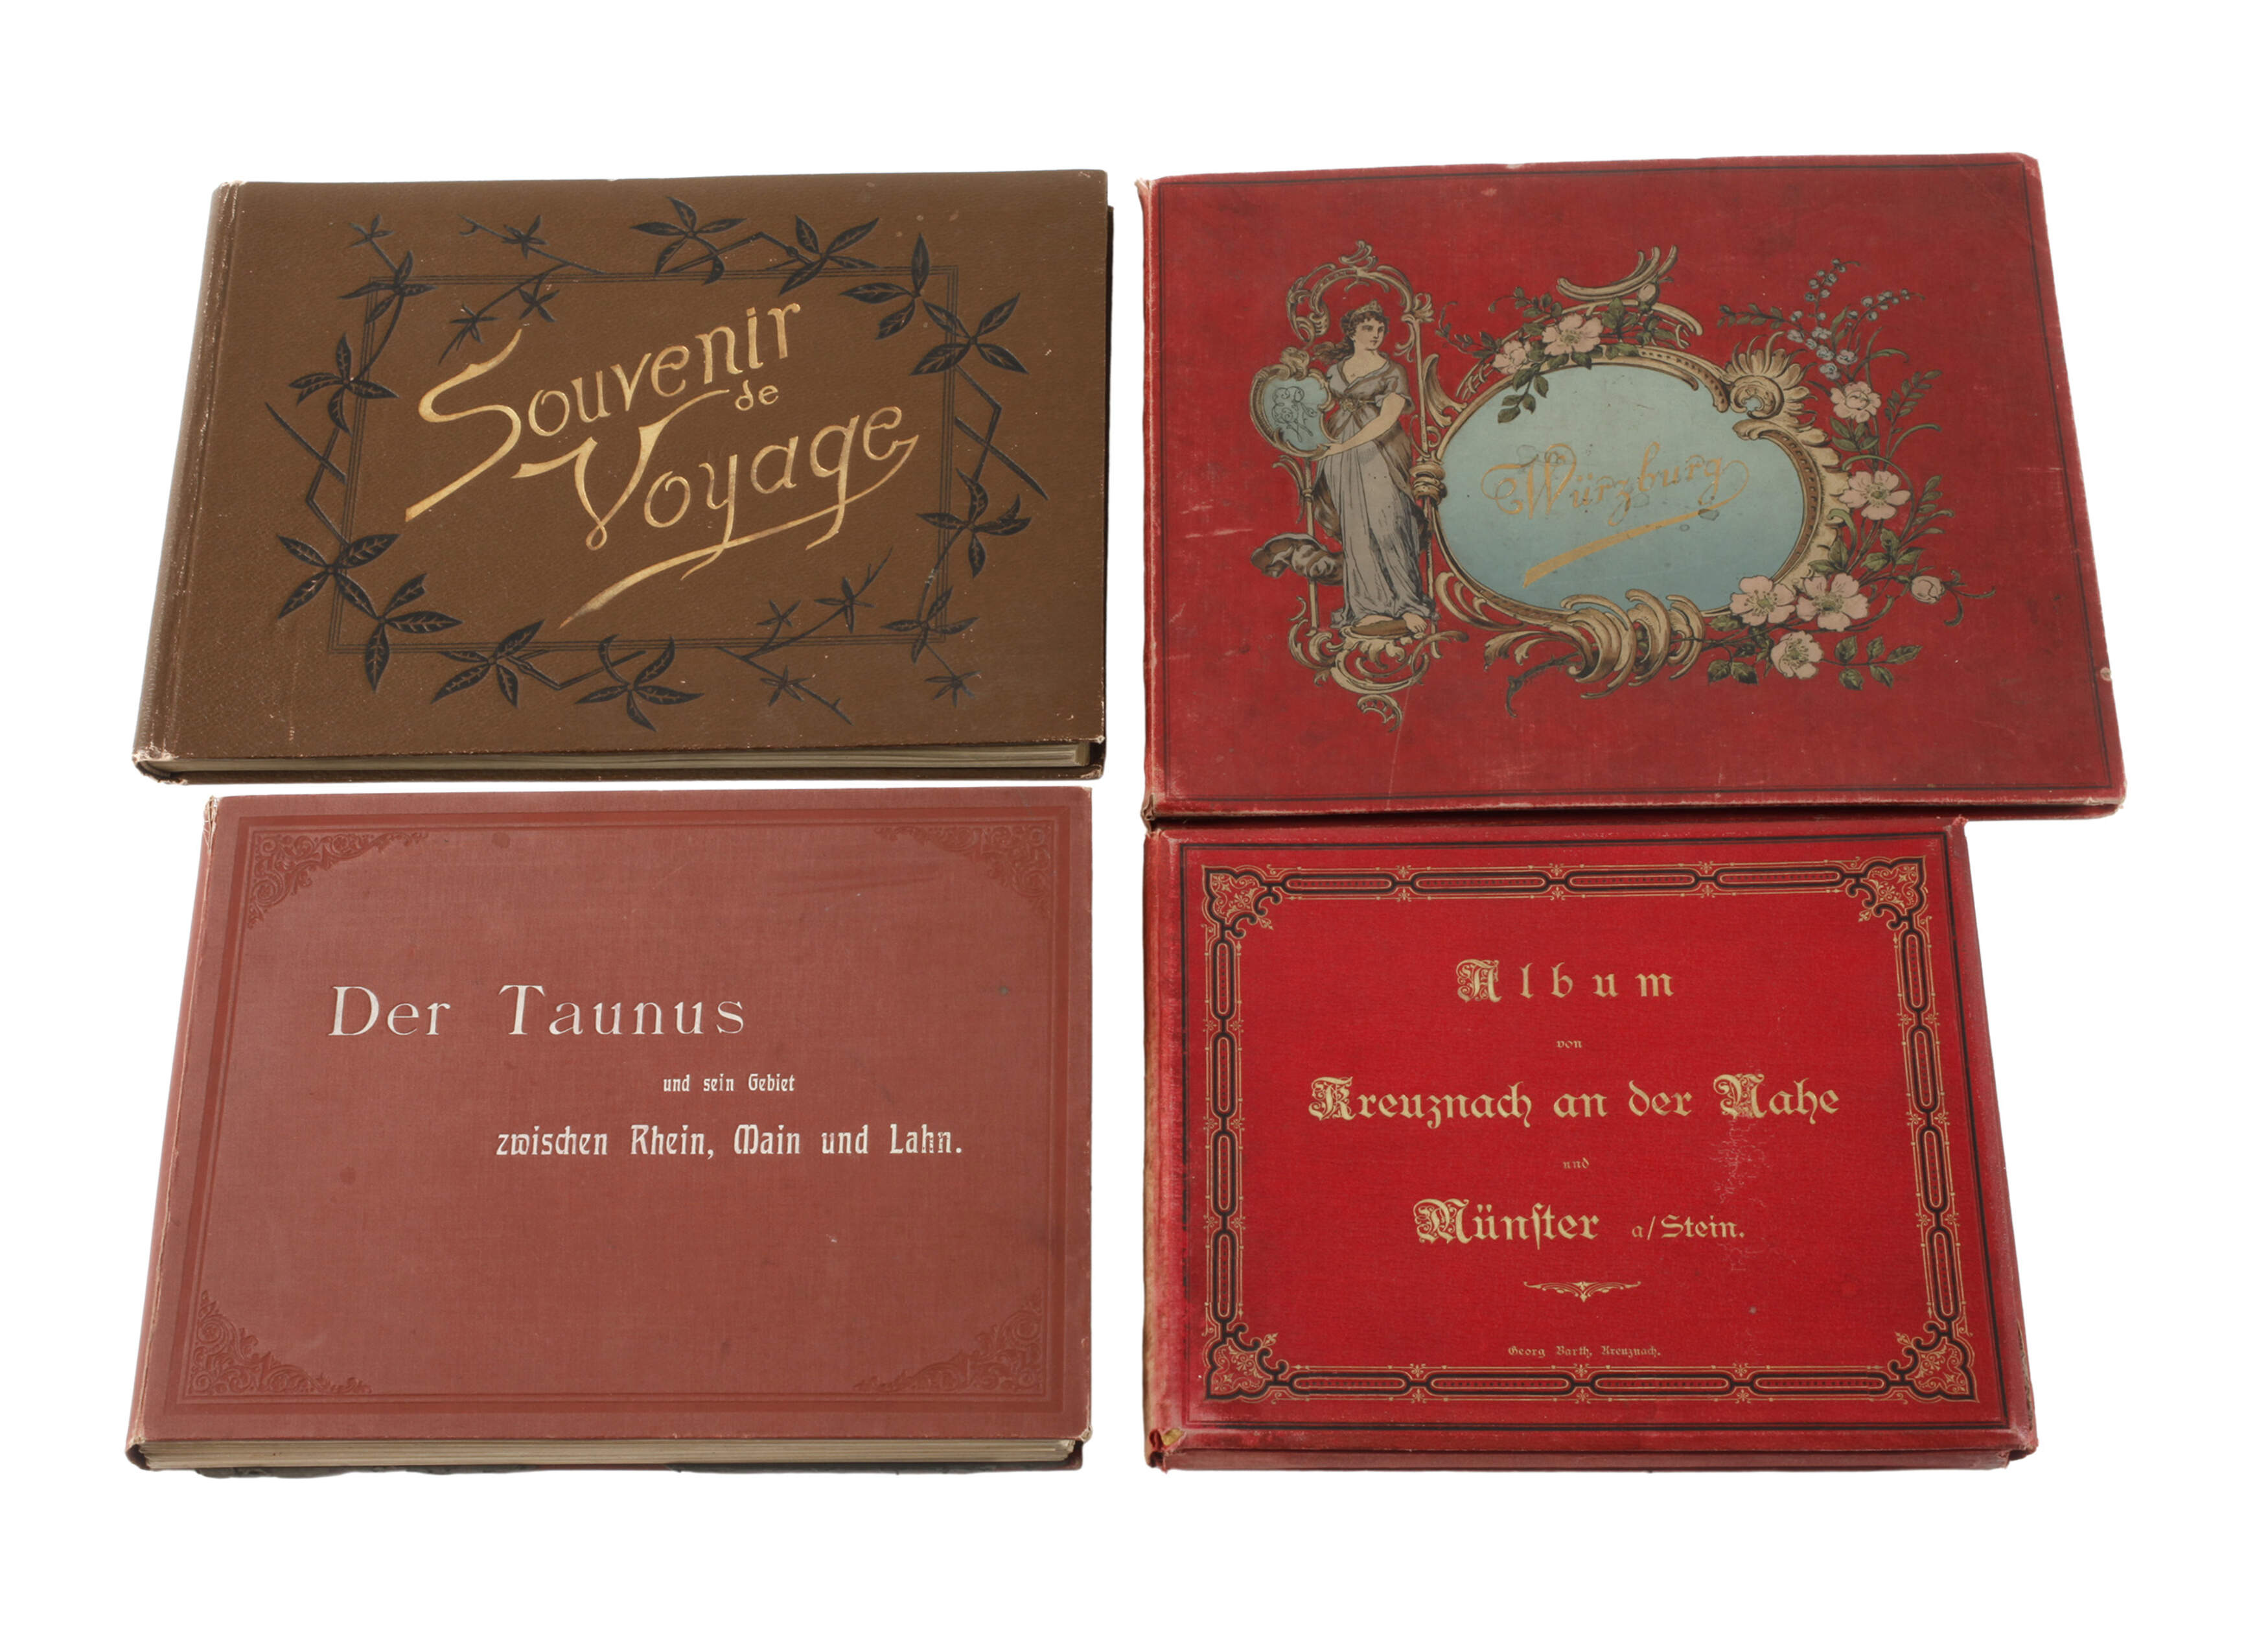 Souvenir
de
Voyage
Würzburg
Der Taunus
und sein Gebiet
zwischen Rhein, Main und Lahn.
Album
von
Kreuznach an der Nahe
und
Münſter a/Stein.
Georg Barth, Kreuznach.